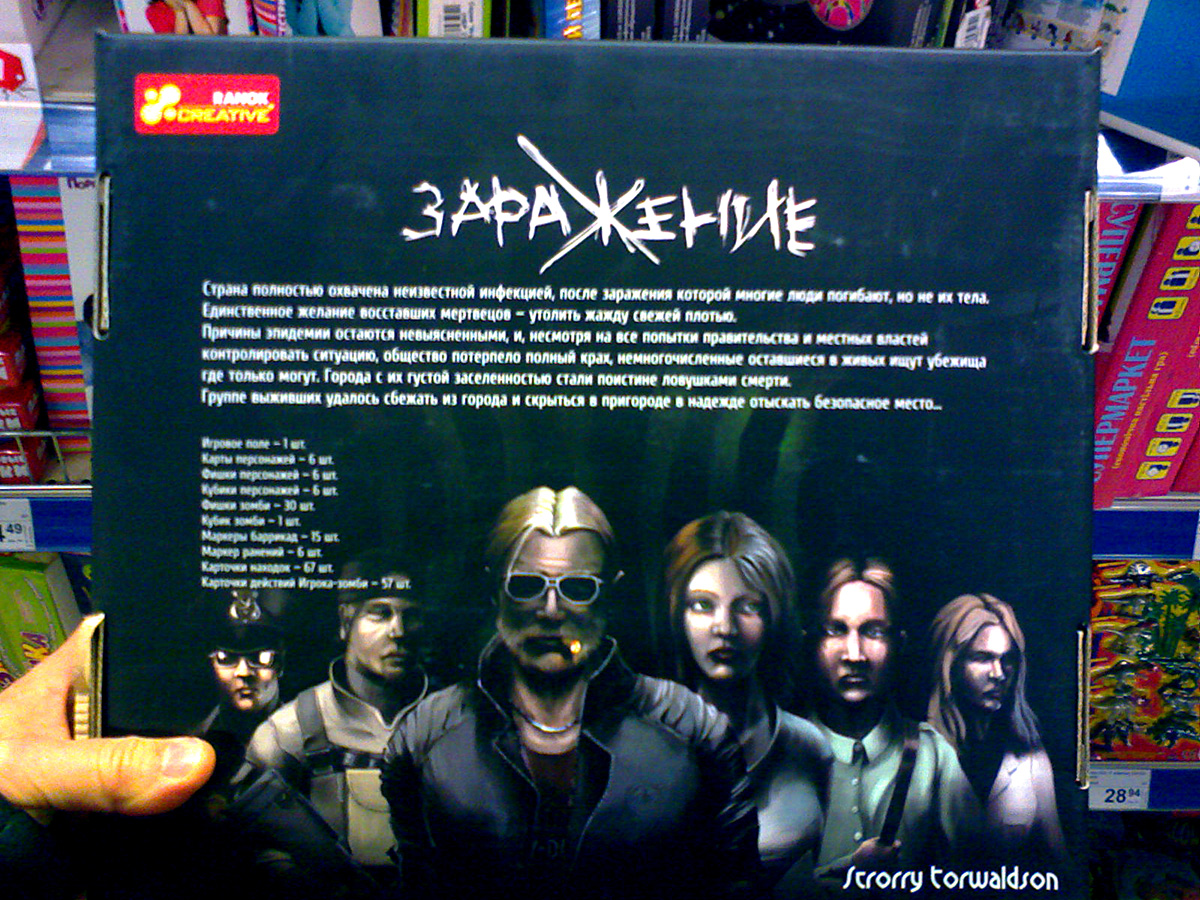 RANOK
CREATIVE
ЗАРАЖЕНИЕ
Страна полностью охвачена неизвестной инфекцией, после заражения которой многие люди погибают, но не их тела.
Единственное желание восставших мертвецов – утолить жажду свежей плотью.
Причины эпидемии остаются невыясненными, и, несмотря на все попытки правительства и местных властей
контролировать ситуацию, общество потерпело полный крах, немногочисленные оставшиеся в живых ищут убежища
где только могут. Города с их густой заселенностью стали поистине ловушками смерти.
Группе выживших удалось сбежать из города и скрыться в пригороде в надежде отыскать безопасное место...
Игровое поле – 1 шт.
Карты персонажей – 6 шт.
Фишки персонажей – 6 шт.
Кубики персонажей – 6 шт.
Фишки зомби – 30 шт.
Кубик зомби – 1 шт.
Маркеры баррикад – 15 шт.
Маркер ранений – 6 шт.
Карточки находок – 67 шт.
Карточки действий Игрока-зомби – 57 шт.
Strorry torwaldson
СУПЕРМАРКЕТ
49
28 94